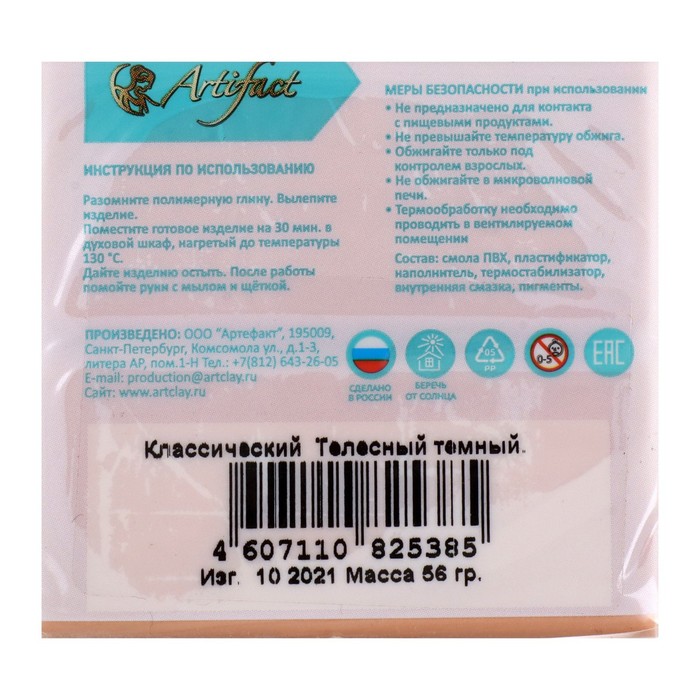 Artifact
ИНСТРУКЦИЯ ПО ИСПОЛЬЗОВАНИЮ
Разомните полимерную глину. Вылепите
изделие.
Поместите готовое изделие на 30 мин. в
духовой шкаф, нагретый до температуры
130 °С.
Дайте изделию остыть. После работы
помойте руки с мылом и щёткой.
МЕРЫ БЕЗОПАСНОСТИ при использовании
• Не предназначено для контакта
с пищевыми продуктами.
• Не превышайте температуру обжига.
• Обжигайте только под
контролем взрослых.
• Не обжигайте в микроволновой
печи.
• Термообработку необходимо
проводить в вентилируемом
помещении
Состав: смола ПВХ, пластификатор,
наполнитель, термостабилизатор,
внутренняя смазка, пигменты.
ПРОИЗВЕДЕНО: ООО "Артефакт", 195009,
Санкт-Петербург, Комсомола ул., д.1-3,
литера АР, пом.1-Н Тел.: +7(812) 643-26-05
E-mail: production@artclay.ru
Сайт: www.artclay.ru
СДЕЛАНО
В РОССИИ
БЕРЕЧЬ
ОТ СОЛНЦА
05
PP
0-5
EAC
Классический Телесный темный.
4 607110 825385
Изг. 10 2021 Масса 56 гр.